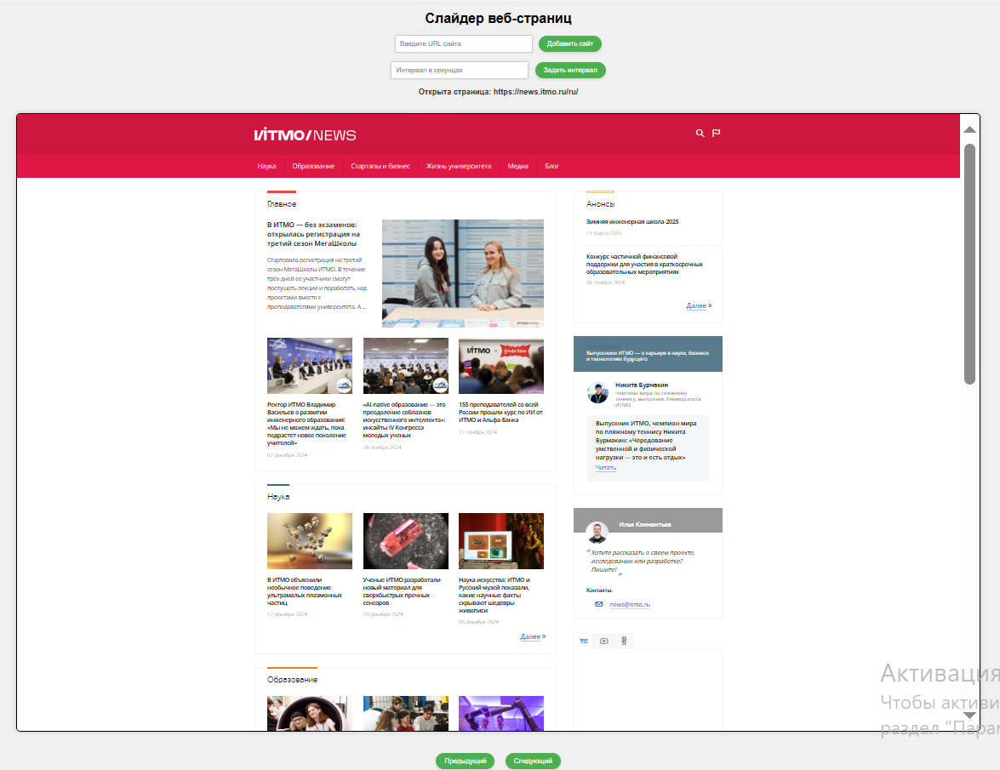 Слайдер веб-страниц
Введите URL сайта
Добавить сайт
Интервал в секундах
Задать интервал
Открыта страница: https://news.itmo.ru/ru/
ИТМО/NEWS
Наука
Образование
Стартапы и бизнес
Жизнь университета
Медиа
Блог
Главное
В ИТМО — без экзаменов:
открылась регистрация на
третий сезон МегаШколы
Стартовала регистрация на третий
сезон МегаШколы ИТМО. В течение
трех дней ее участники смогут
послушать лекции и поработать над
проектами вместе с
преподавателями университета. А ...
Ректор ИТМО Владимир
Васильев о развитии
инженерного образования:
«Мы не можем ждать, пока
подрастет новое поколение
учителей»
02 Декабря 2024
«AI-native образование — это
преодоление соблазнов
искусственного интеллекта»:
инсайты IV Конгресса
молодых ученых
28 Ноября 2024
ИТМО x Альфа Банк
155 преподавателей со всей
России прошли курс по ИИ от
ИТМО и Альфа-Банка
27 Ноября 2024
Наука
В ИТМО объяснили
необычное поведение
ультрамалых плазмонных
частиц
12 Декабря 2024
Ученые ИТМО разработали
новый материал для
сверхбыстрых прочных
сенсоров
10 Декабря 2024
Наука искусства: ИТМО и
Русский музей показали,
какие научные факты
скрывают шедевры
живописи
06 Декабря 2024
Далее »
Образование
Анонсы
Зимняя инженерная школа-2025
15 Марта 2025
Конкурс частичной финансовой
поддержки для участия в краткосрочных
образовательных мероприятиях
08 Ноября 2024
Далее »
Выпускники ИТМО — о карьере в науке, бизнесе
и технологиях будущего
Никита Бурмакин
Чемпион мира по пляжному
теннису, выпускник Университета
ИТМО
Выпускник ИТМО, чемпион мира
по пляжному теннису Никита
Бурмакин: «Чередование
умственной и физической
нагрузки — это и есть отдых»
Читать
Илья Климентьев
Хотите рассказать о своем проекте,
исследовании или разработке?
Пишите!
Контакты:
news@itmo.ru
Активация
Чтобы активи
раздел "Парам
Предыдущий
Следующий